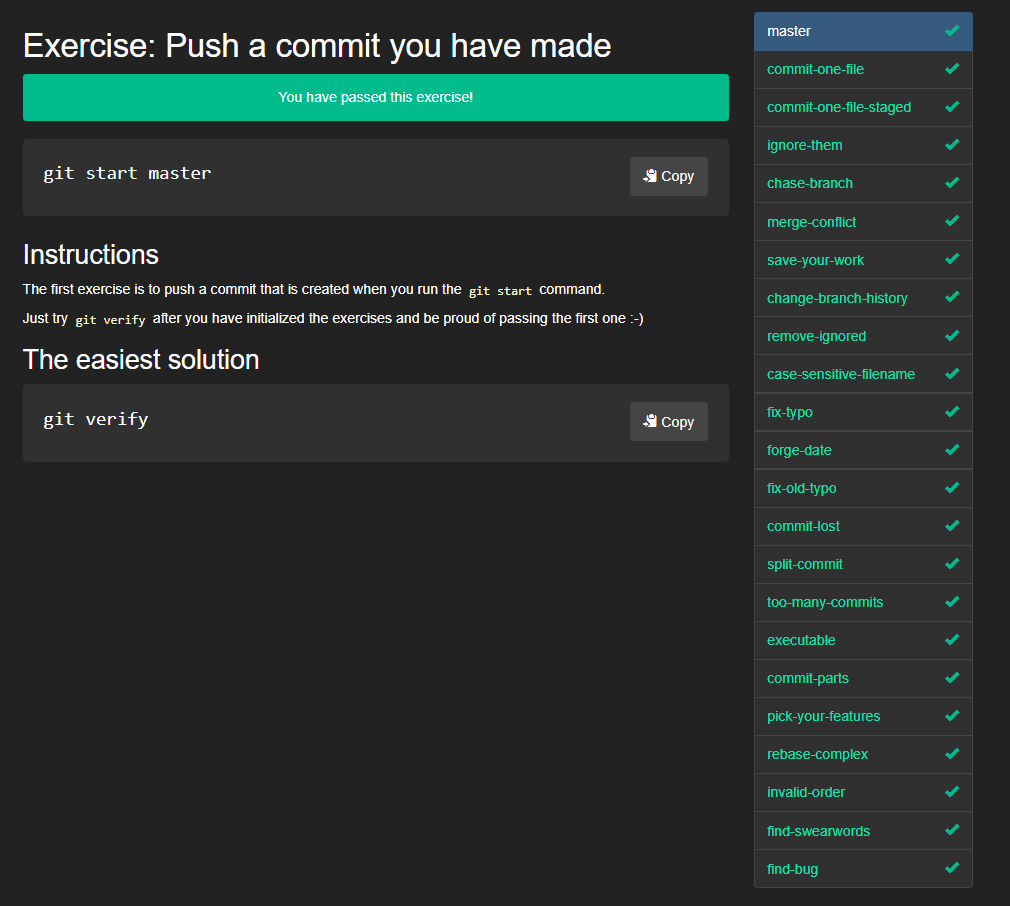 Exercise: Push a commit you have made
You have passed this exercise!
git start master
Copy
Instructions
The first exercise is to push a commit that is created when you run the git start command.
Just try git verify after you have initialized the exercises and be proud of passing the first one :-)
The easiest solution
git verify
Copy
master
commit-one-file
commit-one-file-staged
ignore-them
chase-branch
merge-conflict
save-your-work
change-branch-history
remove-ignored
case-sensitive-filename
fix-typo
forge-date
fix-old-typo
commit-lost
split-commit
too-many-commits
executable
commit-parts
pick-your-features
rebase-complex
invalid-order
find-swearwords
find-bug